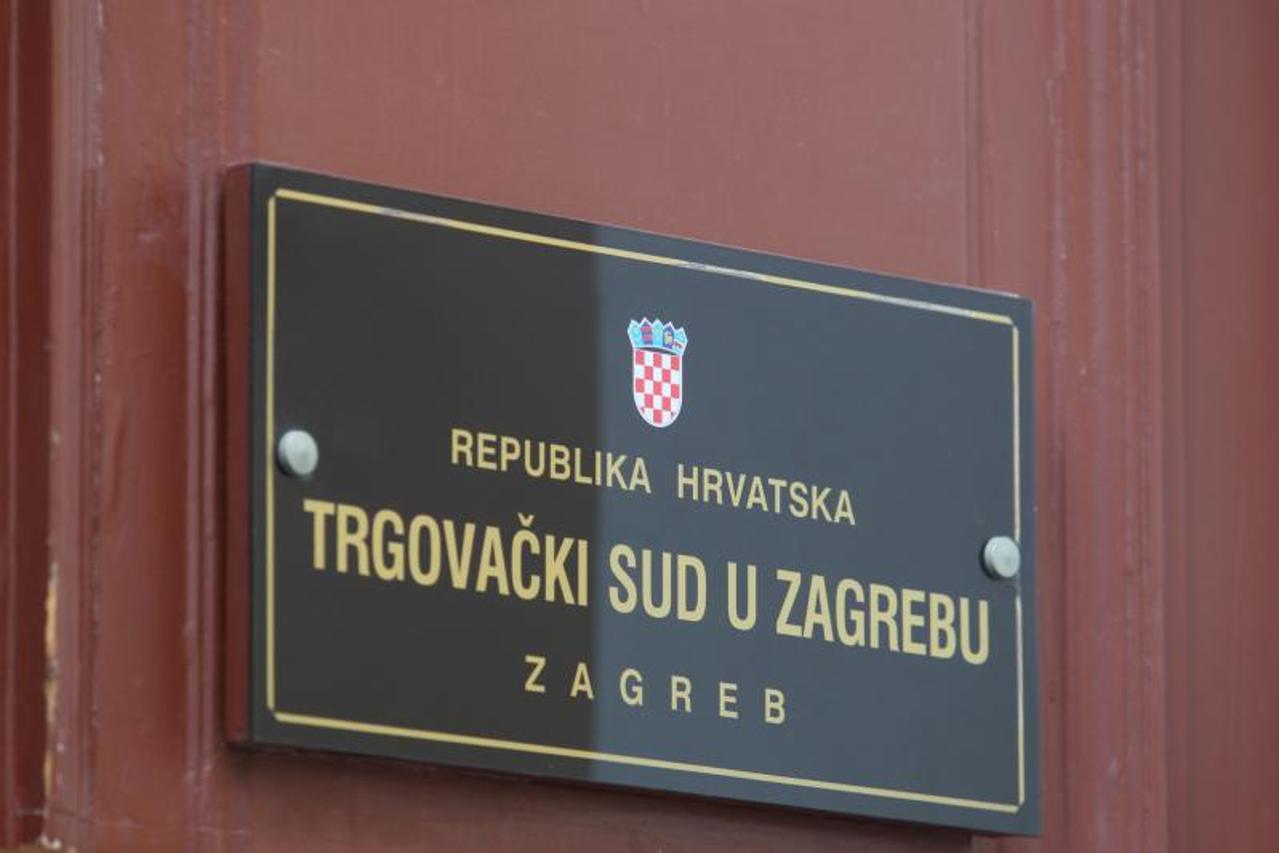 REPUBLIKA HRVATSKA
TRGOVAČKI SUD U ZAGREBU
ZAGREB